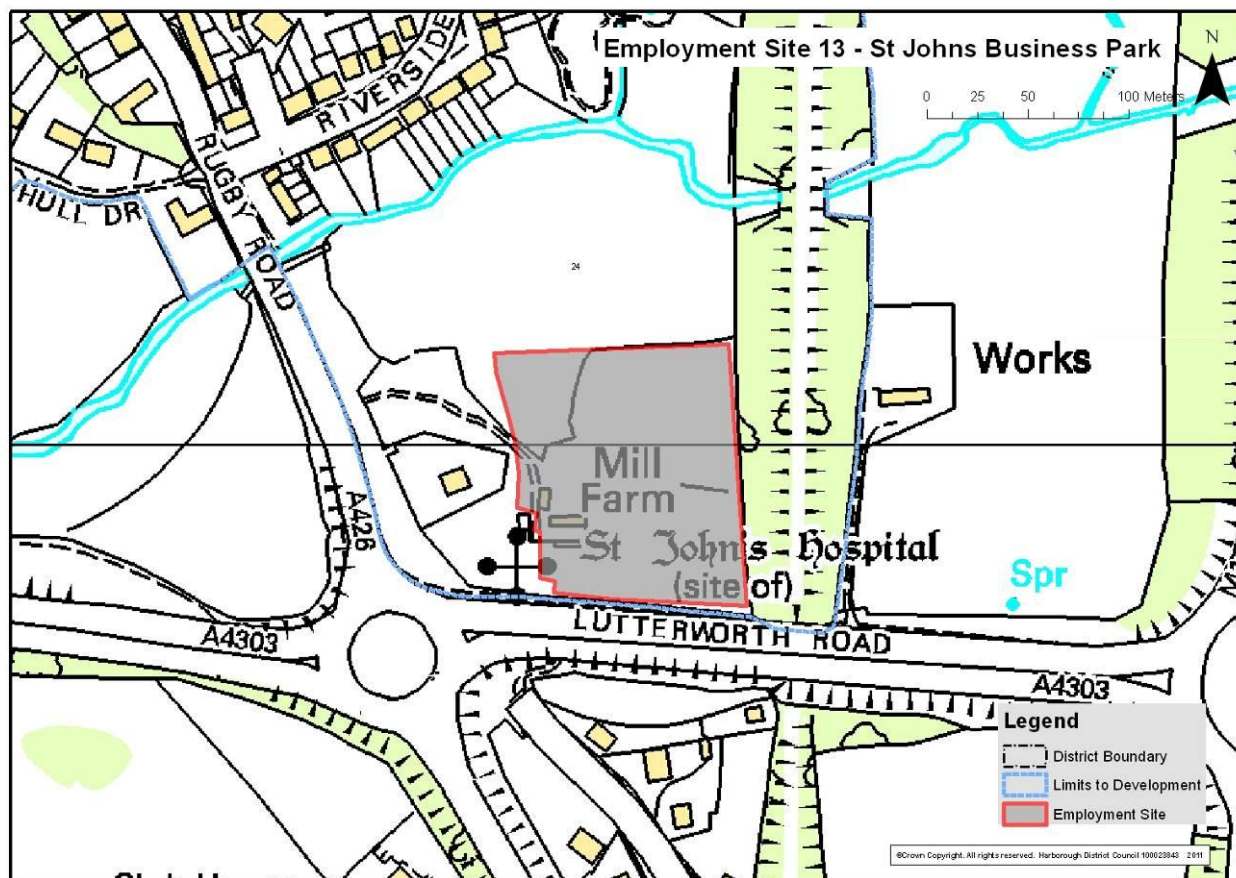 Employment Site 13 - St Johns Business Park
N
0 25 50 100 Meters
RIVERSIDE
RUGBY ROAD
HULL DR
24
Works
Mill
Farm
St John's Hospital
(site of)
Spr
A426
A4303
LUTTERWORTH ROAD
A4303
Legend
District Boundary
Limits to Development
Employment Site
©Crown Copyright. All rights reserved. Harborough District Council 100023843 2011